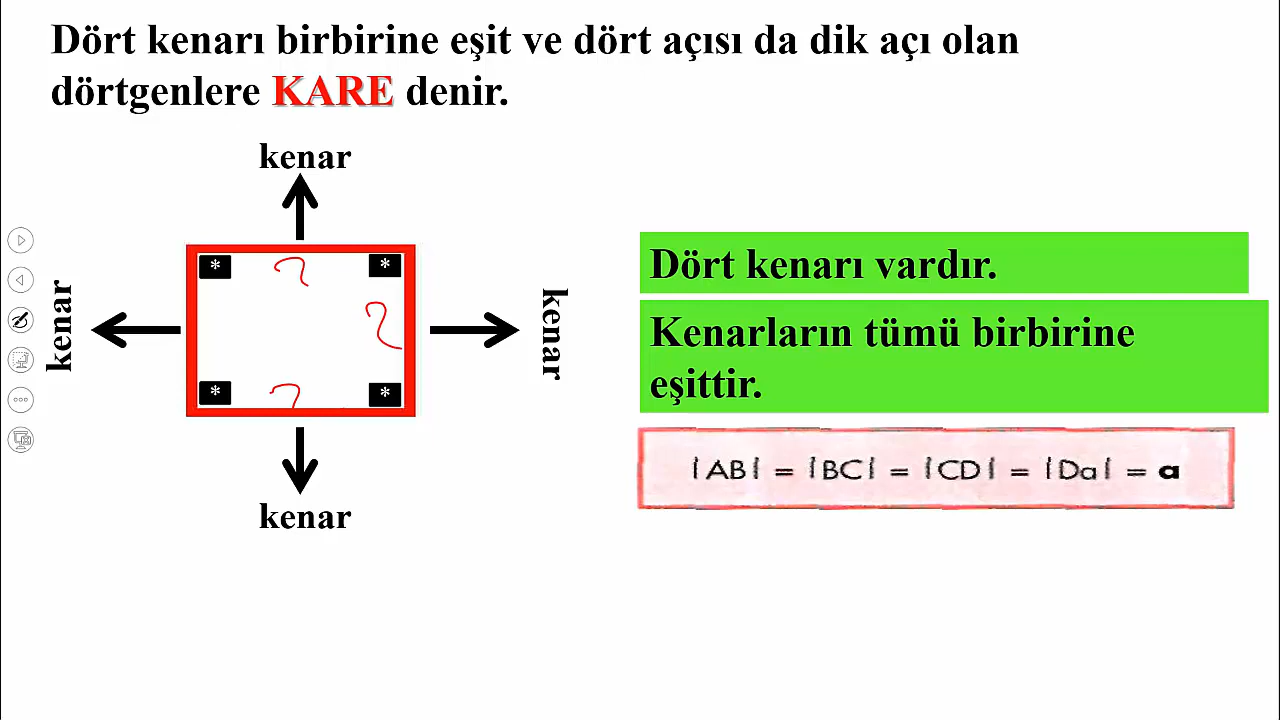 Dört kenarı birbirine eşit ve dört açısı da dik açı olan
dörtgenlere KARE denir.
kenar
* *
kenar
kenar
* *
kenar
Dört kenarı vardır.
Kenarların tümü birbirine
eşittir.
|AB| = |BC| = |CD| = |Da| = a